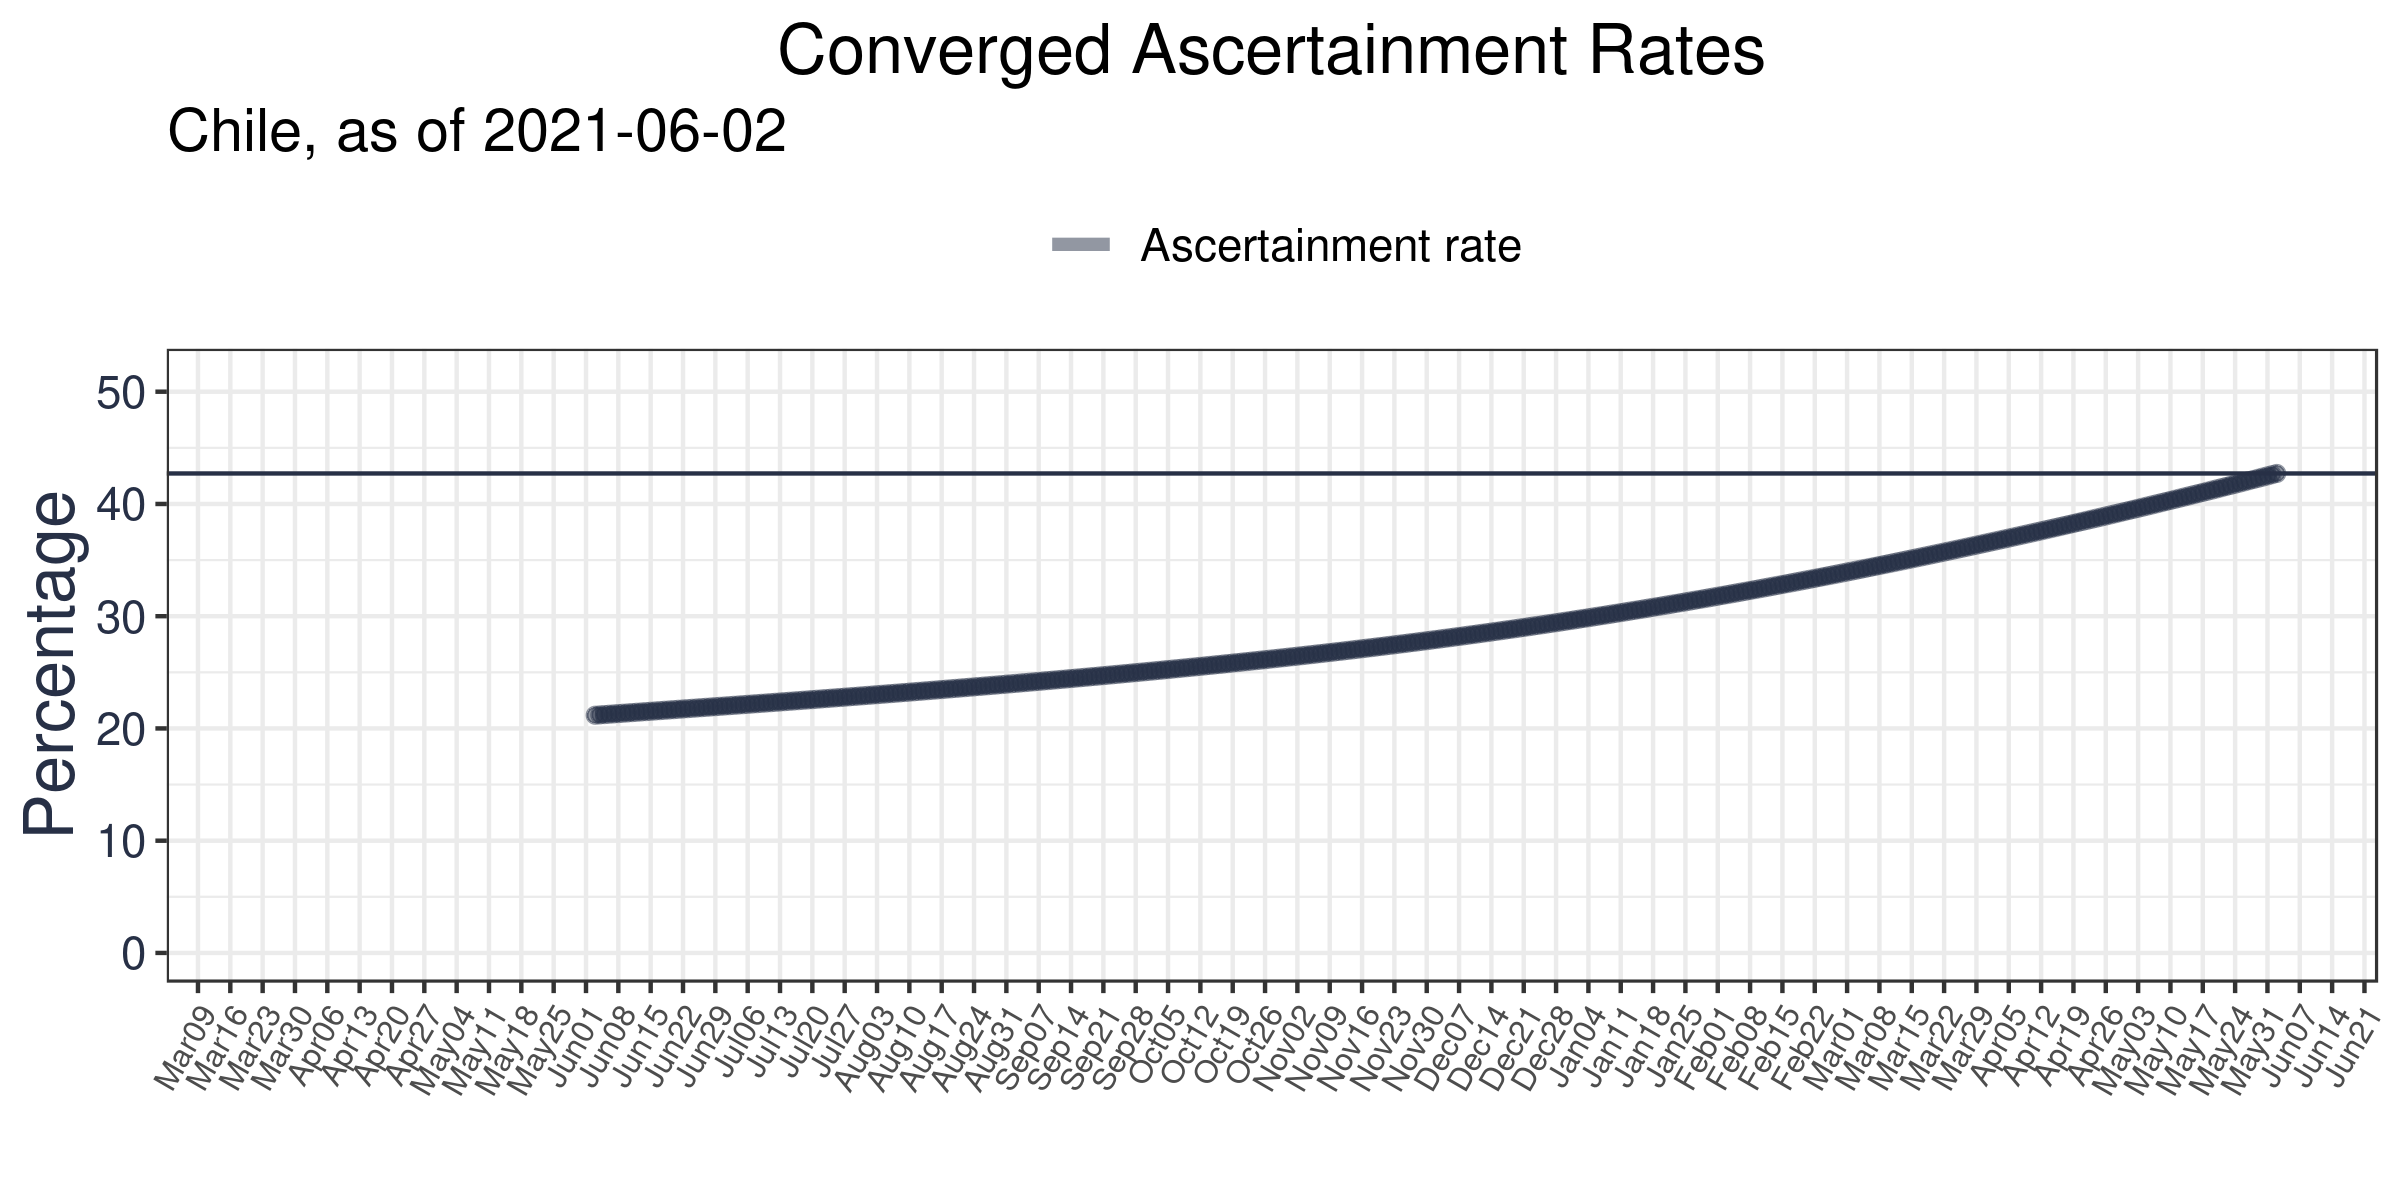 Converged Ascertainment Rates
Chile, as of 2021-06-02
Ascertainment rate
Percentage
50
40
30
20
10
0
Mar09
Mar16
Mar23
Mar30
Apr06
Apr13
Apr20
Apr27
May04
May11
May18
May25
Jun01
Jun08
Jun15
Jun22
Jun29
Jul06
Jul13
Jul20
Jul27
Aug03
Aug10
Aug17
Aug24
Aug31
Sep07
Sep14
Sep21
Sep28
Oct05
Oct12
Oct19
Oct26
Nov02
Nov09
Nov16
Nov23
Nov30
Dec07
Dec14
Dec21
Dec28
Jan04
Jan11
Jan18
Jan25
Feb01
Feb08
Feb15
Feb22
Mar01
Mar08
Mar15
Mar22
Mar29
Apr05
Apr12
Apr19
Apr26
May03
May10
May17
May24
May31
Jun07
Jun14
Jun21